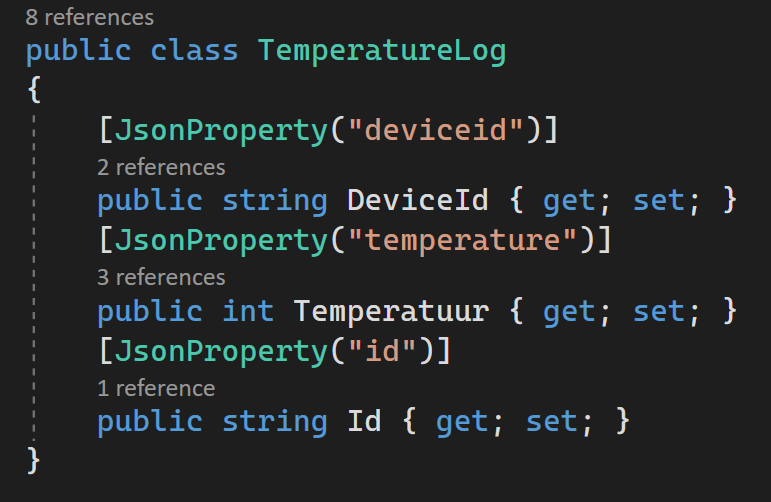 8 references
public class TemperatureLog
{
[JsonProperty("deviceid")]
2 references
public string DeviceId { get; set; }
[JsonProperty("temperature")]
3 references
public int Temperatuur { get; set; }
[JsonProperty("id")]
1 reference
public string Id { get; set; }
}